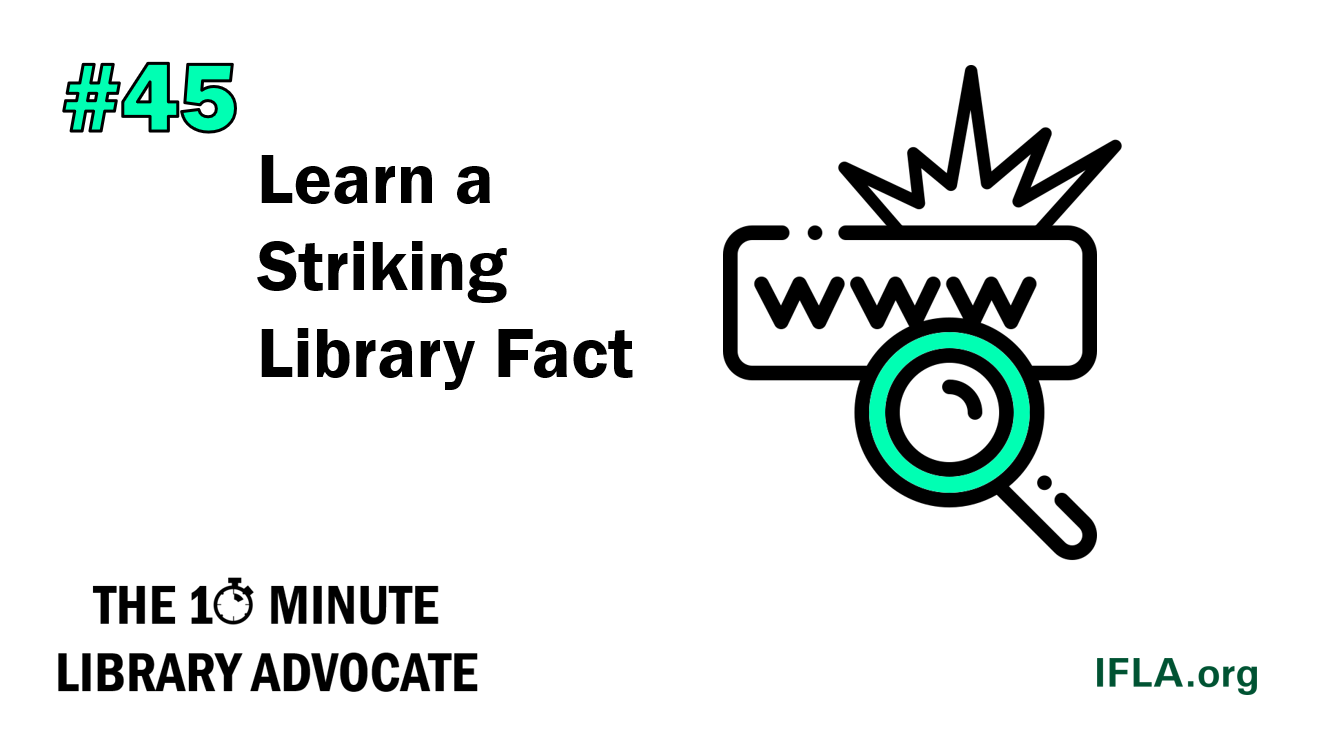 #45
Learn a
Striking
Library Fact
www
THE 10 MINUTE
LIBRARY ADVOCATE
IFLA.org